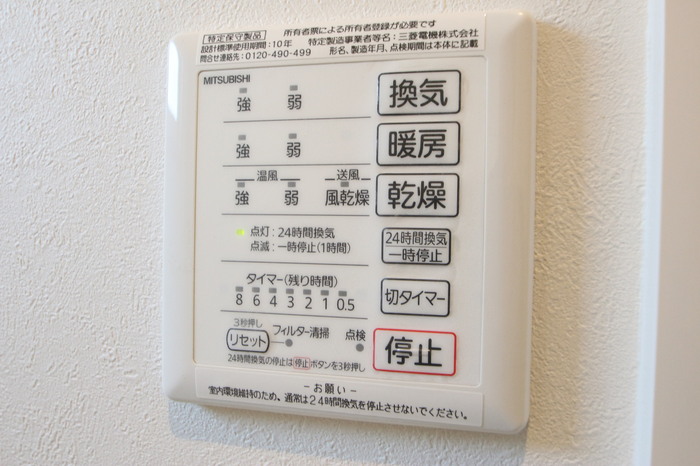 特定保守製品 所有者票による所有者登録が必要です
設計標準使用期間:10年 特定製造事業者等名:三菱電機株式会社
問合せ連絡先:0120-490-499 形名、製造年月、点検期間は本体に記載
MITSUBISHI
強 弱 換気
強 弱 暖房
温風 送風
強 弱 風乾燥 乾燥
点灯:24時間換気
点滅:一時停止(1時間)
24時間換気
一時停止
タイマー(残り時間)
8 6 4 3 2 1 0.5
切タイマー
3秒押し
リセット フィルター清掃 点検
停止
24時間換気の停止は停止ボタンを3秒押し
−お願い−
室内環境維持のため、通常は24時間換気を停止させないでください。